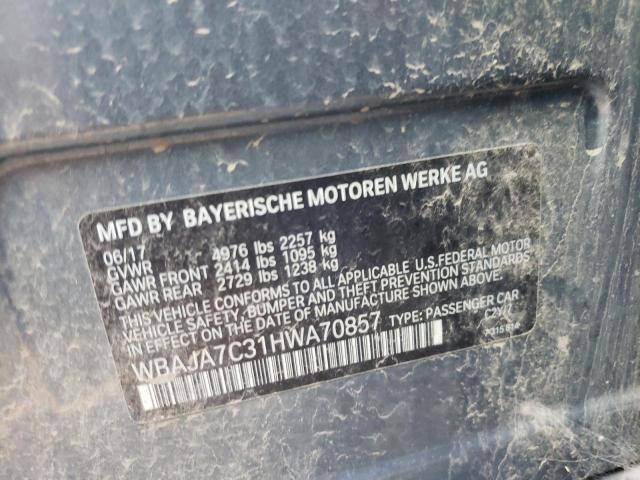 MFD BY BAYERISCHE MOTOREN WERKE AG
06/17
GVWR 4976 lbs 2257 kg
GAWR FRONT 2414 lbs 1095 kg
GAWR REAR 2729 lbs 1238 kg
THIS VEHICLE CONFORMS TO ALL APPLICABLE U.S.FEDERAL MOTOR
VEHICLE SAFETY, BUMPER AND THEFT PREVENTION STANDARDS
IN EFFECT ON THE DATE OF MANUFACTURE SHOWN ABOVE.
WBAJA7C31HWA70857 TYPE: PASSENGER CAR